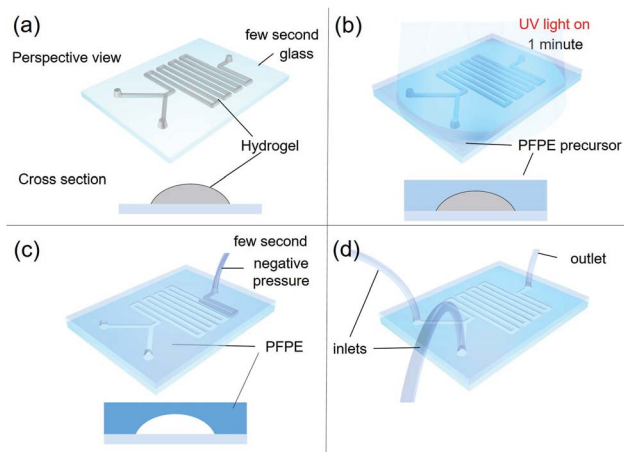 (a)
few second
glass
Perspective view
Hydrogel
Cross section
(b)
UV light on
1 minute
PFPE precursor
(c)
few second
negative
pressure
PFPE
(d)
outlet
inlets